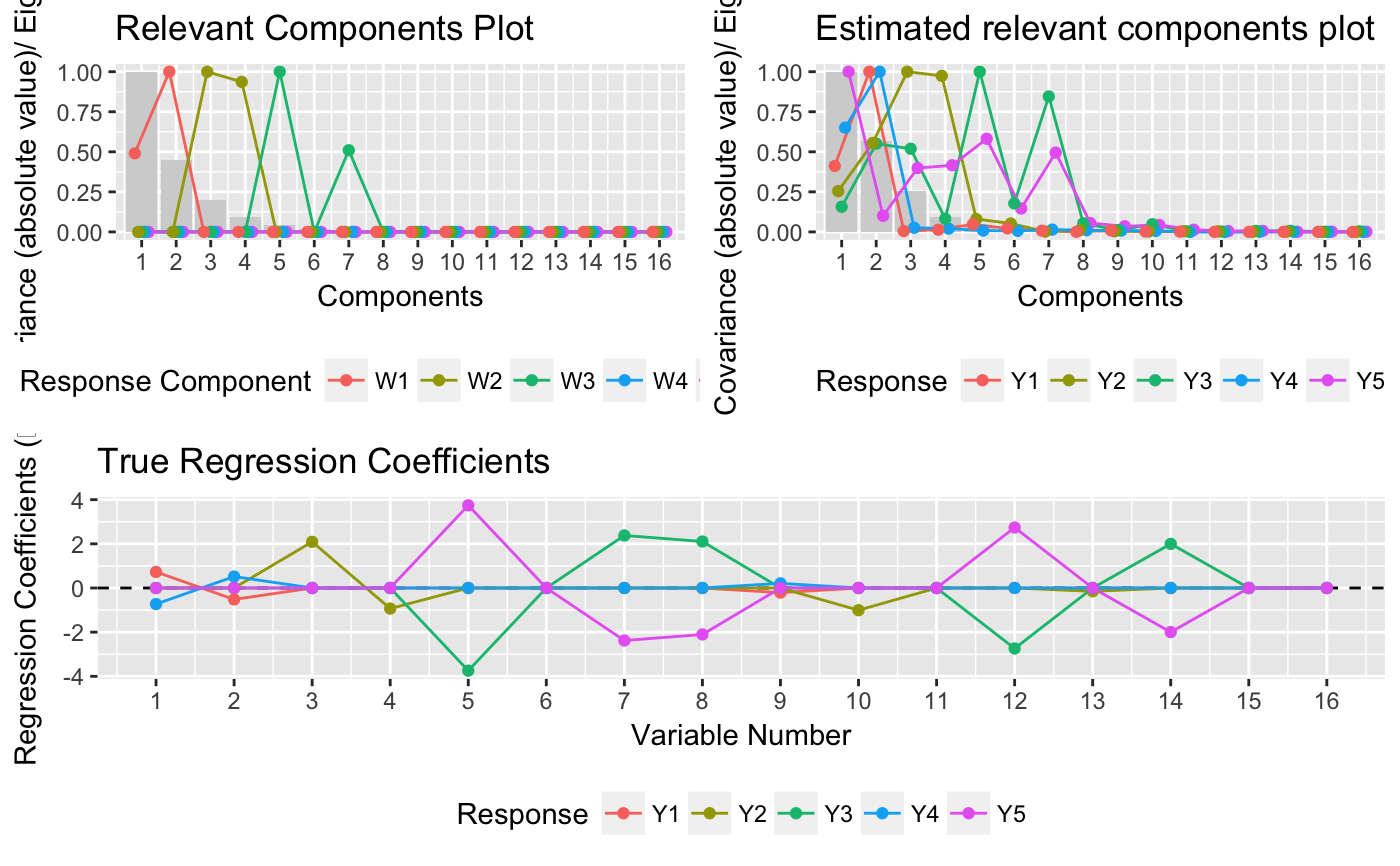 Relevant Components Plot
riance (absolute value)/ Eig
1.00
0.75
0.50
0.25
0.00
1 2 3 4 5 6 7 8 9 10 11 12 13 14 15 16
Components
Response Component W1 W2 W3 W4
Estimated relevant components plot
Covariance (absolute value)/ Eig
1.00
0.75
0.50
0.25
0.00
1 2 3 4 5 6 7 8 9 10 11 12 13 14 15 16
Components
Response Y1 Y2 Y3 Y4 Y5
True Regression Coefficients
Regression Coefficients (
4
2
0
-2
-4
1 2 3 4 5 6 7 8 9 10 11 12 13 14 15 16
Variable Number
Response Y1 Y2 Y3 Y4 Y5